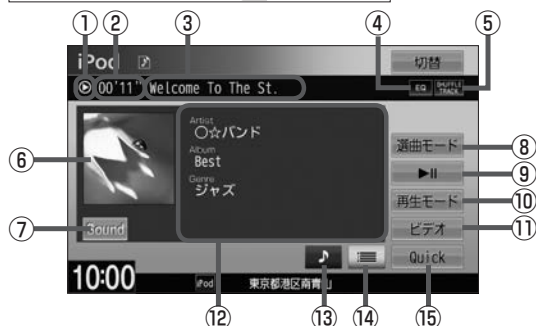 ① ② ③ ④ ⑤
iPod 切替
00'11" Welcome To The St. EQ SHUFFLE TRACK
Artist
○☆バンド
Album
Best
Genre
ジャズ
選曲モード
再生モード
ビデオ
Quick
Sound
10:00 iPod 東京都港区南青山
⑥ ⑦ ⑧ ⑨ ⑩ ⑪
⑫ ⑬ ⑭ ⑮